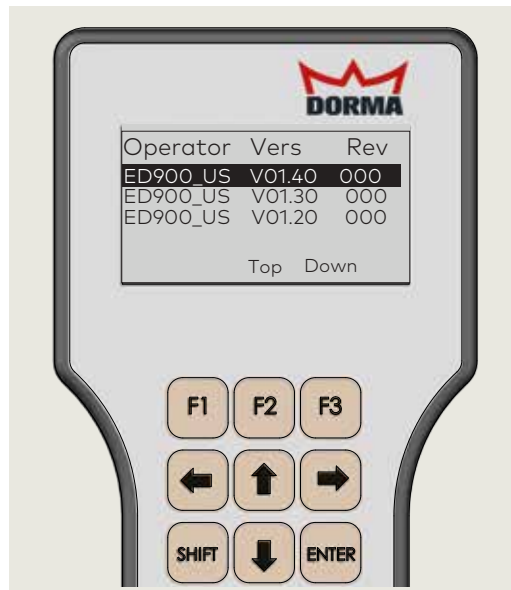 DORMA
Operator Vers Rev
ED900_US V01.40 000
ED900_US V01.30 000
ED900_US V01.20 000
Top Down
F1 F2 F3
SHIFT ENTER